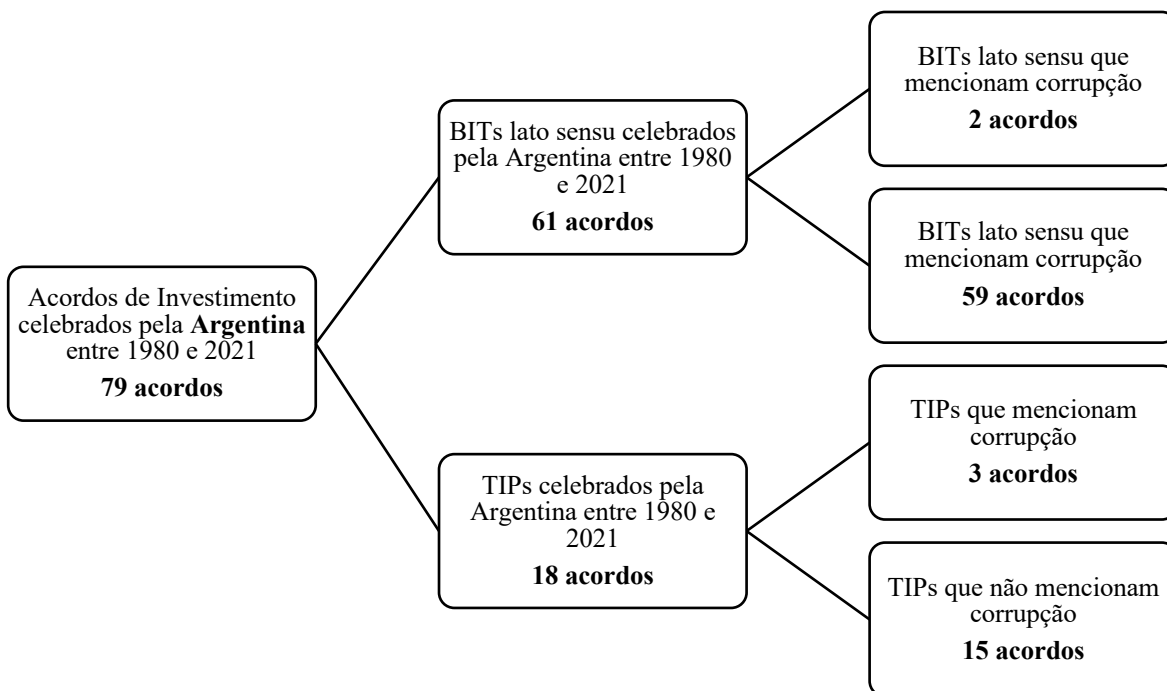 Acordos de Investimento
celebrados pela Argentina
entre 1980 e 2021
79 acordos
BITs lato sensu celebrados
pela Argentina entre 1980
e 2021
61 acordos
BITs lato sensu que
mencionam corrupção
2 acordos
BITs lato sensu que
mencionam corrupção
59 acordos
TIPs celebrados pela
Argentina entre 1980 e
2021
18 acordos
TIPs que mencionam
corrupção
3 acordos
TIPs que não mencionam
corrupção
15 acordos